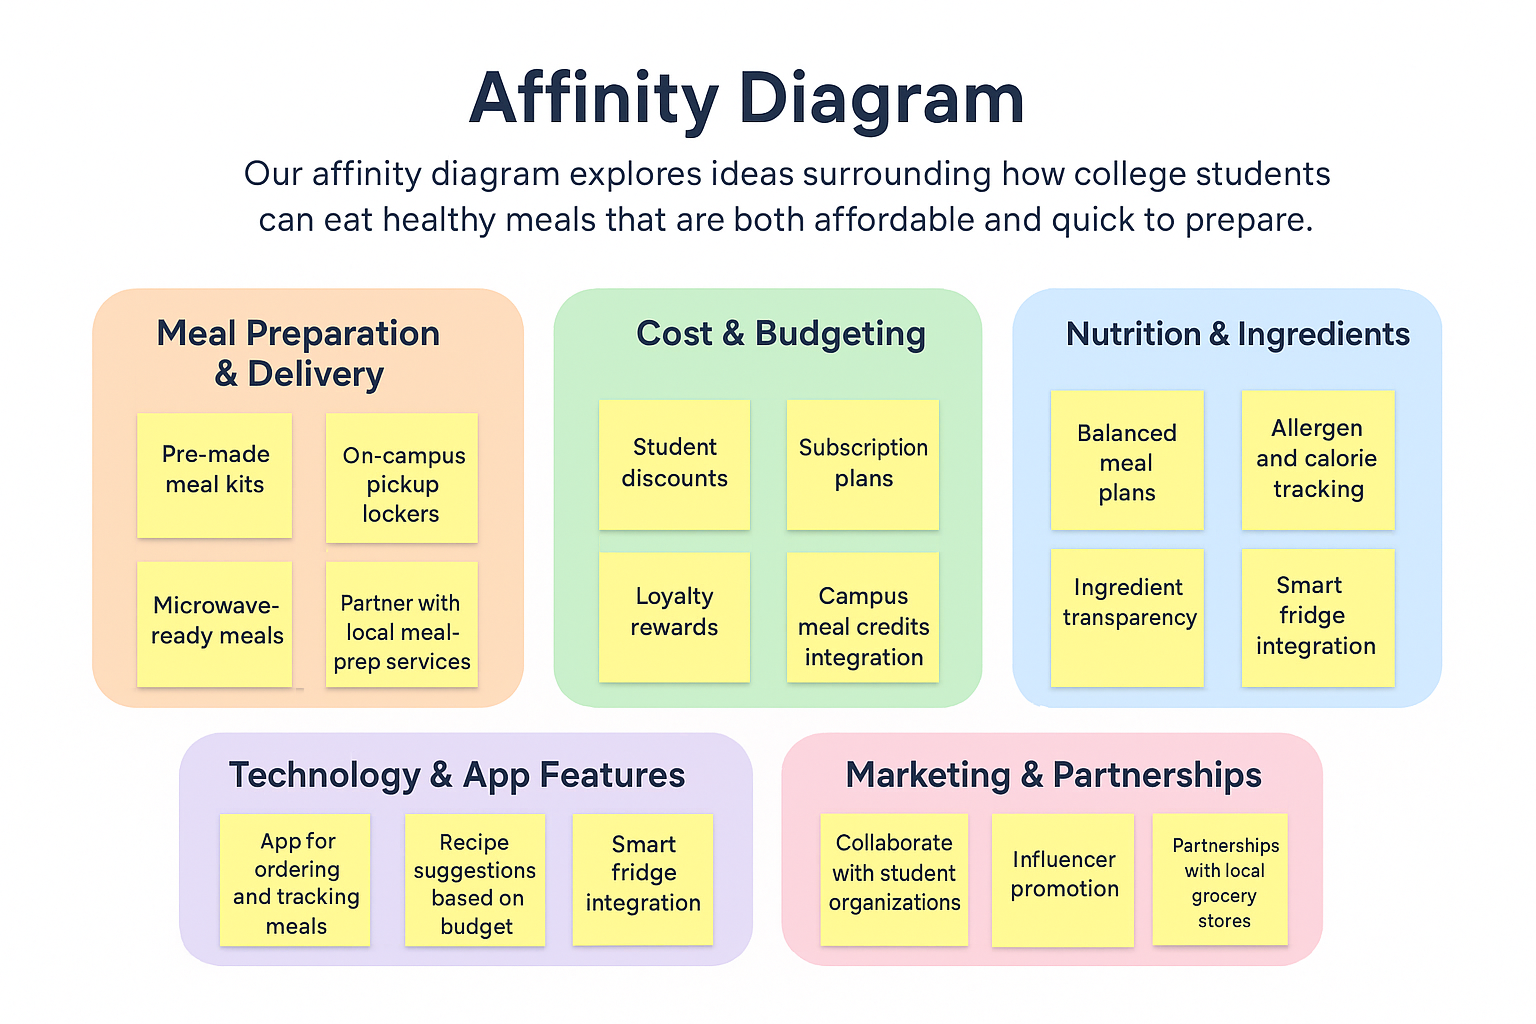 Affinity Diagram
Our affinity diagram explores ideas surrounding how college students
can eat healthy meals that are both affordable and quick to prepare.
Meal Preparation
& Delivery
Pre-made
meal kits
On-campus
pickup
lockers
Microwave-
ready meals
Partner with
local meal-
prep services
Cost & Budgeting
Student
discounts
Subscription
plans
Loyalty
rewards
Campus
meal credits
integration
Nutrition & Ingredients
Balanced
meal
plans
Allergen
and calorie
tracking
Ingredient
transparency
Smart
fridge
integration
Technology & App Features
App for
ordering
and tracking
meals
Recipe
suggestions
based on
budget
Smart
fridge
integration
Marketing & Partnerships
Collaborate
with student
organizations
Influencer
promotion
Partnerships
with local
grocery
stores